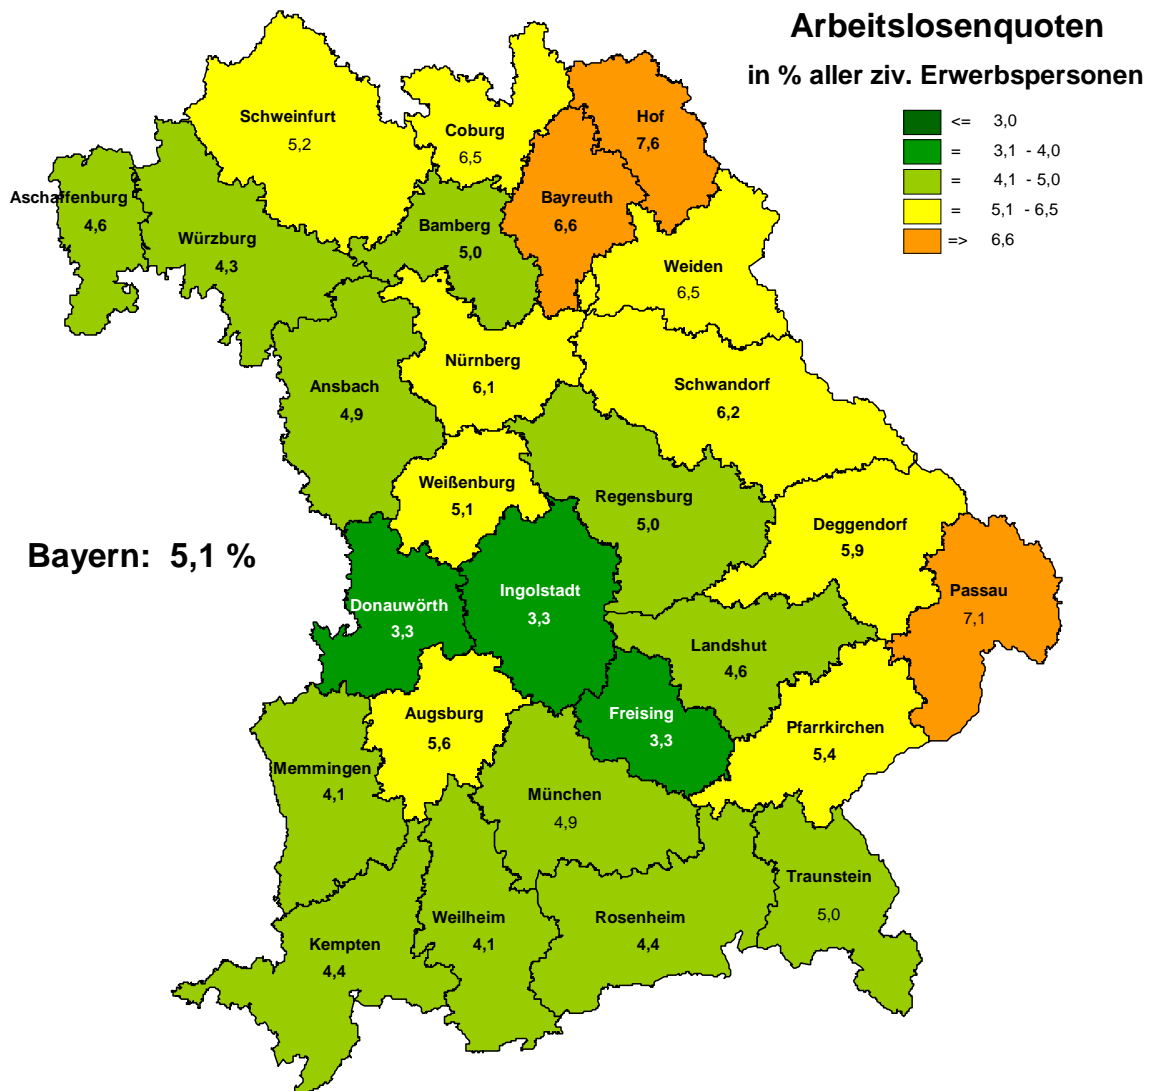 Arbeitslosenquoten
in % aller ziv. Erwerbspersonen
<= 3,0
= 3,1 - 4,0
= 4,1 - 5,0
= 5,1 - 6,5
=> 6,6
Schweinfurt
5,2
Coburg
6,5
Hof
7,6
Aschaffenburg
4,6
Würzburg
4,3
Bamberg
5,0
Bayreuth
6,6
Weiden
6,5
Ansbach
4,9
Nürnberg
6,1
Schwandorf
6,2
Weißenburg
5,1
Regensburg
5,0
Deggendorf
5,9
Bayern: 5,1 %
Donauwörth
3,3
Ingolstadt
3,3
Passau
7,1
Landshut
4,6
Augsburg
5,6
Freising
3,3
Pfarrkirchen
5,4
Memmingen
4,1
München
4,9
Traunstein
5,0
Kempten
4,4
Weilheim
4,1
Rosenheim
4,4